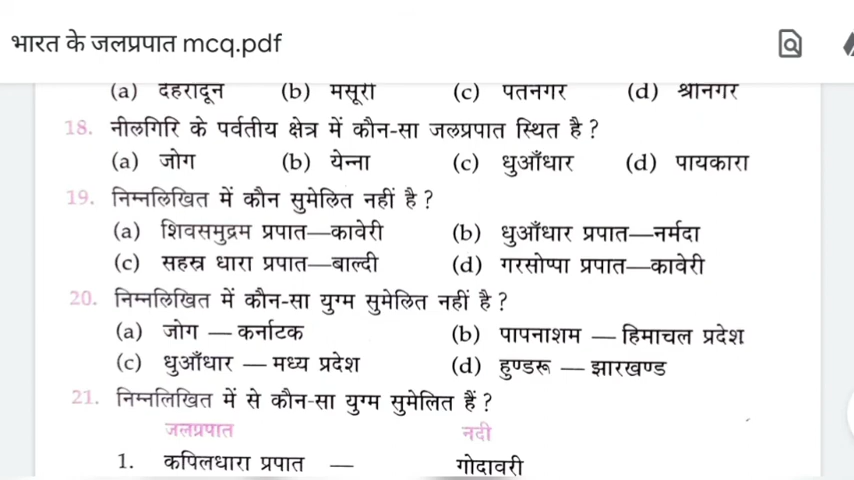 भारत के जलप्रपात mcq.pdf
(a) देहरादून (b) मसूरी (c) पंतनगर (d) श्रीनगर
18. नीलगिरि के पर्वतीय क्षेत्र में कौन-सा जलप्रपात स्थित है ?
(a) जोग (b) येन्ना (c) धुआँधार (d) पायकारा
19. निम्नलिखित में कौन सुमेलित नहीं है ?
(a) शिवसमुद्रम प्रपात—कावेरी (b) धुआँधार प्रपात—नर्मदा
(c) सहस्र धारा प्रपात—बाल्दी (d) गरसोप्पा प्रपात—कावेरी
20. निम्नलिखित में कौन-सा युग्म सुमेलित नहीं है ?
(a) जोग — कर्नाटक (b) पापनाशम — हिमाचल प्रदेश
(c) धुआँधार — मध्य प्रदेश (d) हुण्डरू — झारखण्ड
21. निम्नलिखित में से कौन-सा युग्म सुमेलित हैं ?
जलप्रपात नदी
1. कपिलधारा प्रपात — गोदावरी